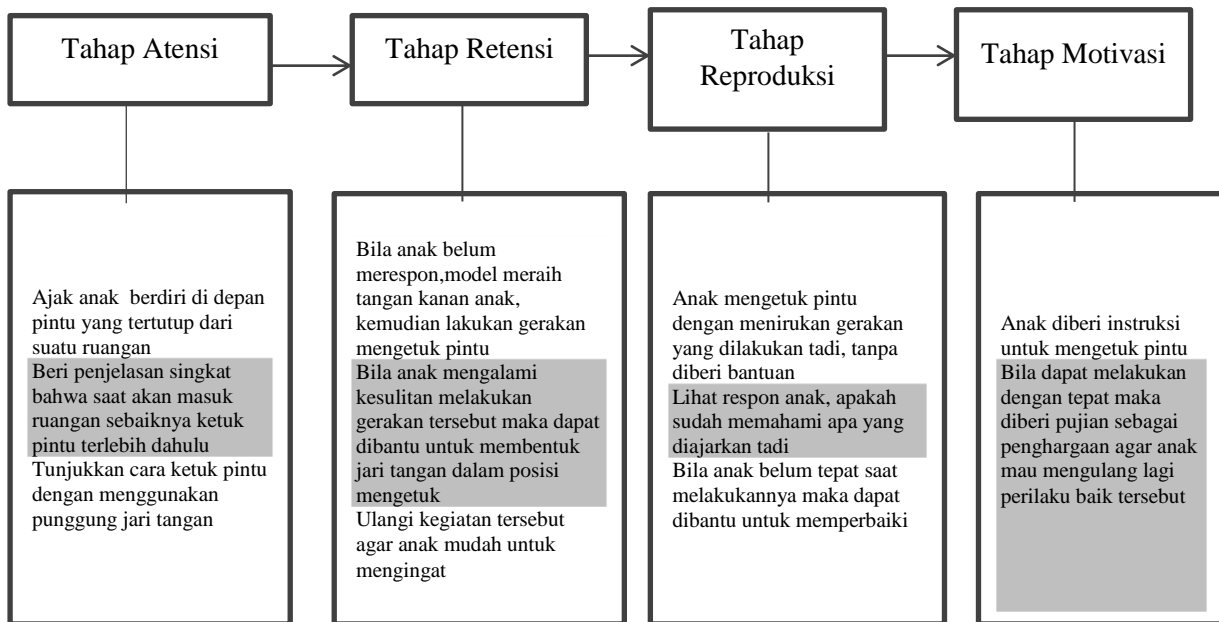 Tahap Atensi
Tahap Retensi
Tahap
Reproduksi
Tahap Motivasi
Ajak anak berdiri di depan
pintu yang tertutup dari
suatu ruangan
Beri penjelasan singkat
bahwa saat akan masuk
ruangan sebaiknya ketuk
pintu terlebih dahulu
Tunjukkan cara ketuk pintu
dengan menggunakan
punggung jari tangan
Bila anak belum
merespon,model meraih
tangan kanan anak,
kemudian lakukan gerakan
mengetuk pintu
Bila anak mengalami
kesulitan melakukan
gerakan tersebut maka dapat
dibantu untuk membentuk
jari tangan dalam posisi
mengetuk
Ulangi kegiatan tersebut
agar anak mudah untuk
mengingat
Anak mengetuk pintu
dengan menirukan gerakan
yang dilakukan tadi, tanpa
diberi bantuan
Lihat respon anak, apakah
sudah memahami apa yang
diajarkan tadi
Bila anak belum tepat saat
melakukannya maka dapat
dibantu untuk memperbaiki
Anak diberi instruksi
untuk mengetuk pintu
Bila dapat melakukan
dengan tepat maka
diberi pujian sebagai
penghargaan agar anak
mau mengulang lagi
perilaku baik tersebut